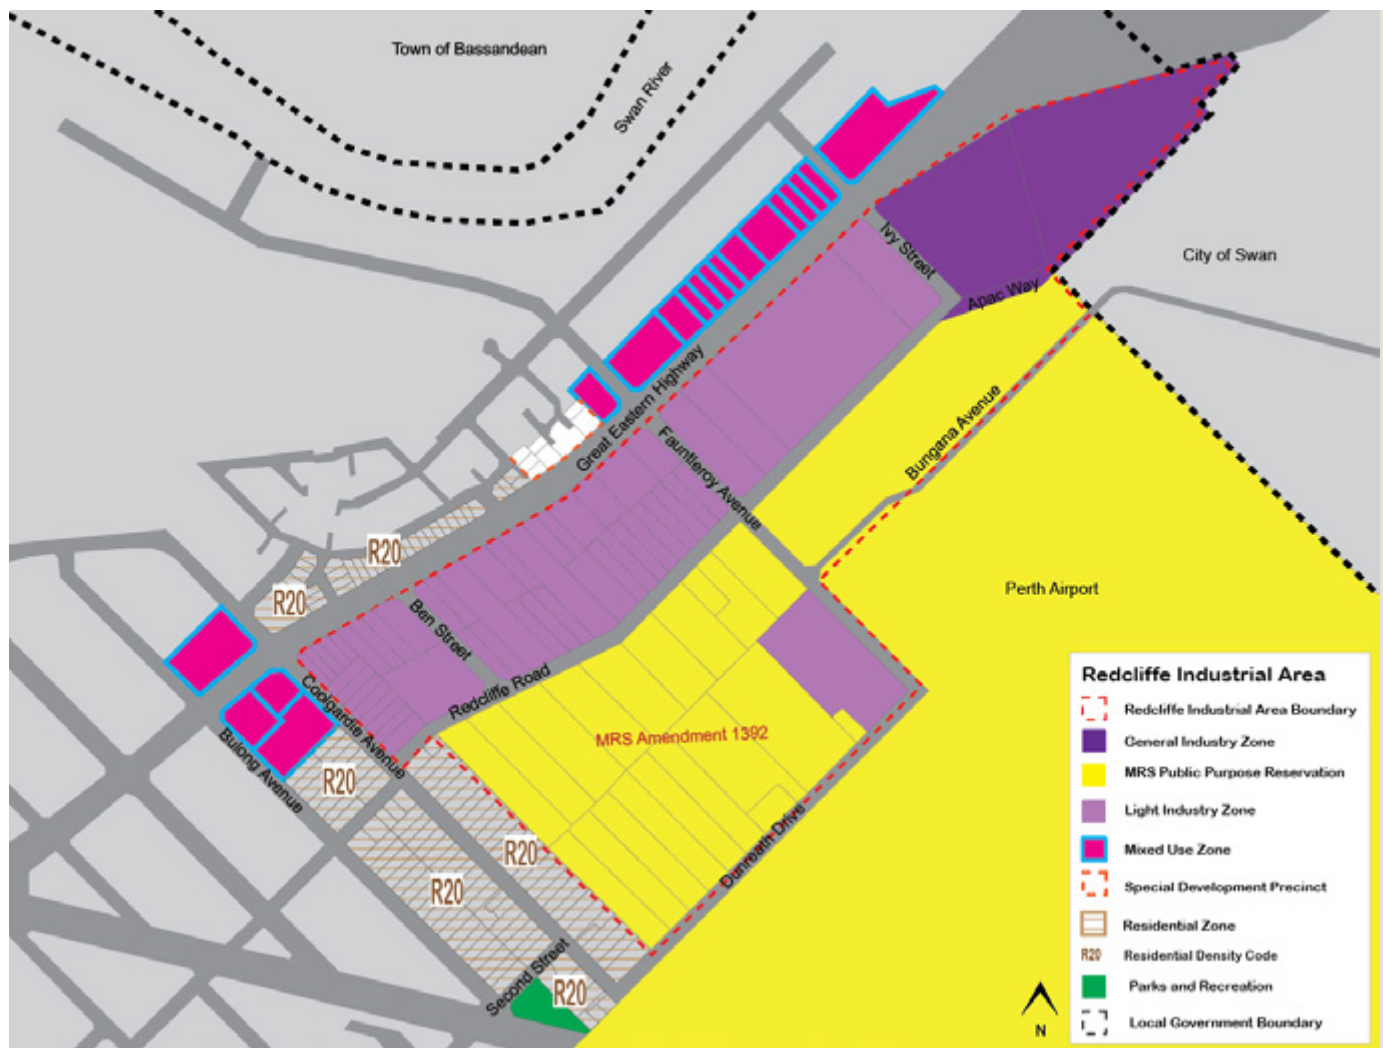 Town of Bassandean
Swan River
Ivy Street
City of Swan
Apac Way
Great Eastern Highway
Bungana Avenue
Fauntleroy Avenue
R20
R20
Perth Airport
Ben Street
Redcliffe Road
Coolgardie Avenue
Bulong Avenue
MRS Amendment 1392
R20
R20
R20
Dunreath Drive
Second Street
R20
N
Redcliffe Industrial Area
Redcliffe Industrial Area Boundary
General Industry Zone
MRS Public Purpose Reservation
Light Industry Zone
Mixed Use Zone
Special Development Precinct
Residential Zone
R20 Residential Density Code
Parks and Recreation
Local Government Boundary